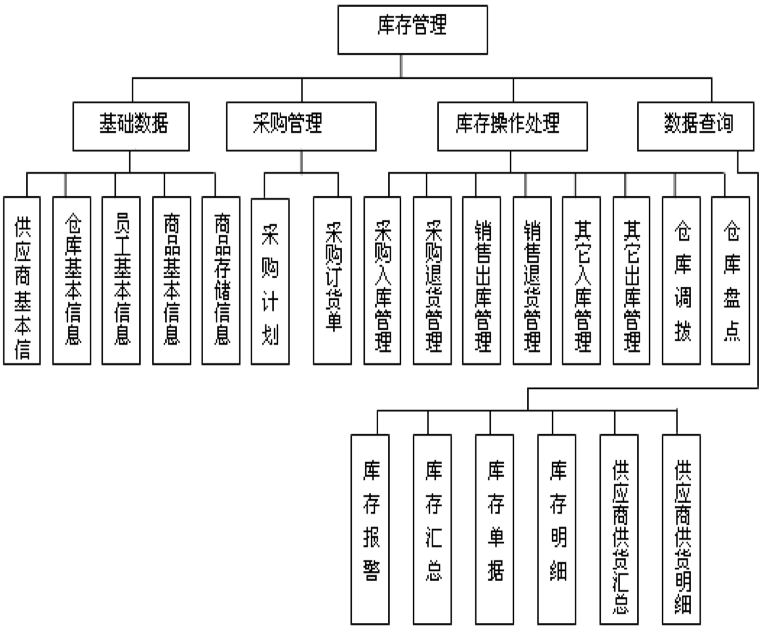 库存管理
基础数据
采购管理
库存操作处理
数据查询
供应商基本信
仓库基本信息
员工基本信息
商品基本信息
商品存储信息
采购计划
采购订货单
采购入库管理
采购退货管理
销售出库管理
销售退货管理
其它入库管理
其它出库管理
仓库调拨
仓库盘点
库存报警
库存汇总
库存单据
库存明细
供应商供货汇总
供应商供货明细